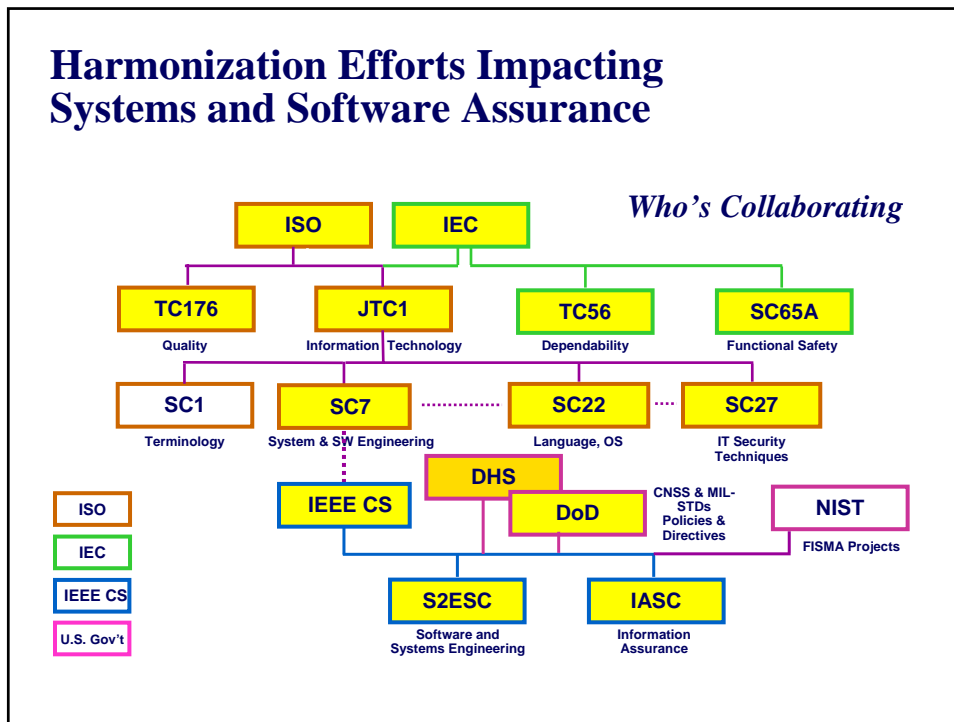 Harmonization Efforts Impacting
Systems and Software Assurance
Who's Collaborating
ISO
IEC
TC176
JTC1
TC56
SC65A
Quality
Information Technology
Dependability
Functional Safety
SC1
SC7
SC22
SC27
Terminology
System & SW Engineering
Language, OS
IT Security
Techniques
DHS
IEEE CS
DoD
CNSS & MIL-
STDs
Policies &
Directives
NIST
FISMA Projects
ISO
IEC
IEEE CS
U.S. Gov't
S2ESC
IASC
Software and
Systems Engineering
Information
Assurance